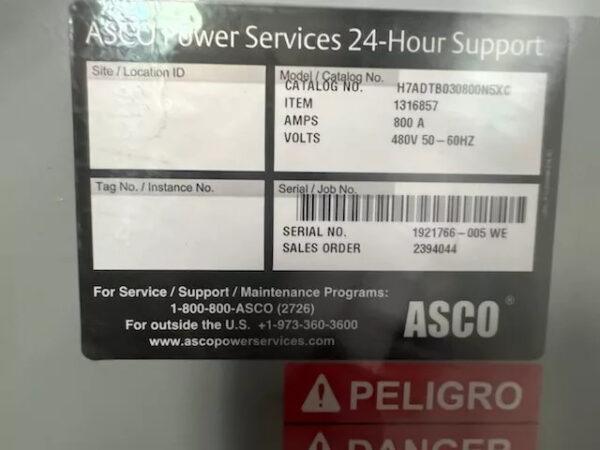 ASCO Power Services 24-Hour Support
Site / Location ID
Model / Catalog No.
CATALOG NO. H7ADTB030800N5XC
ITEM 1316857
AMPS 800 A
VOLTS 480V 50-60HZ
Tag No. / Instance No.
Serial / Job No.
SERIAL NO. 1921766-005 WE
SALES ORDER 2394044
For Service / Support / Maintenance Programs:
1-800-800-ASCO (2726)
For outside the U.S. +1-973-360-3600
www.ascopowerservices.com
ASCO®
PELIGRO
DANGER